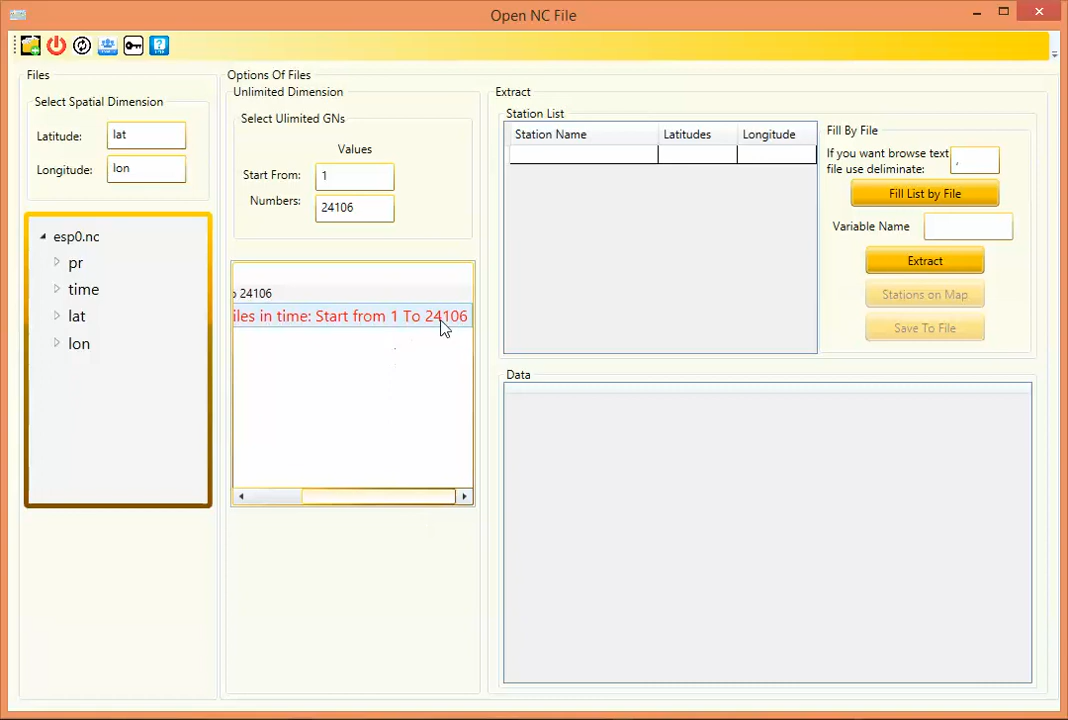 Open NC File
Files
Select Spatial Dimension
Latitude: lat
Longitude: lon
esp0.nc
pr
time
lat
lon
Options Of Files
Unlimited Dimension
Select Ulimited GNs
Values
Start From: 1
Numbers: 24106
24106
in time: Start from 1 To 24106
Extract
Station List
Station Name Latitudes Longitude
Fill By File
If you want browse text
file use deliminate: ,
Fill List by File
Variable Name
Extract
Stations on Map
Save To File
Data